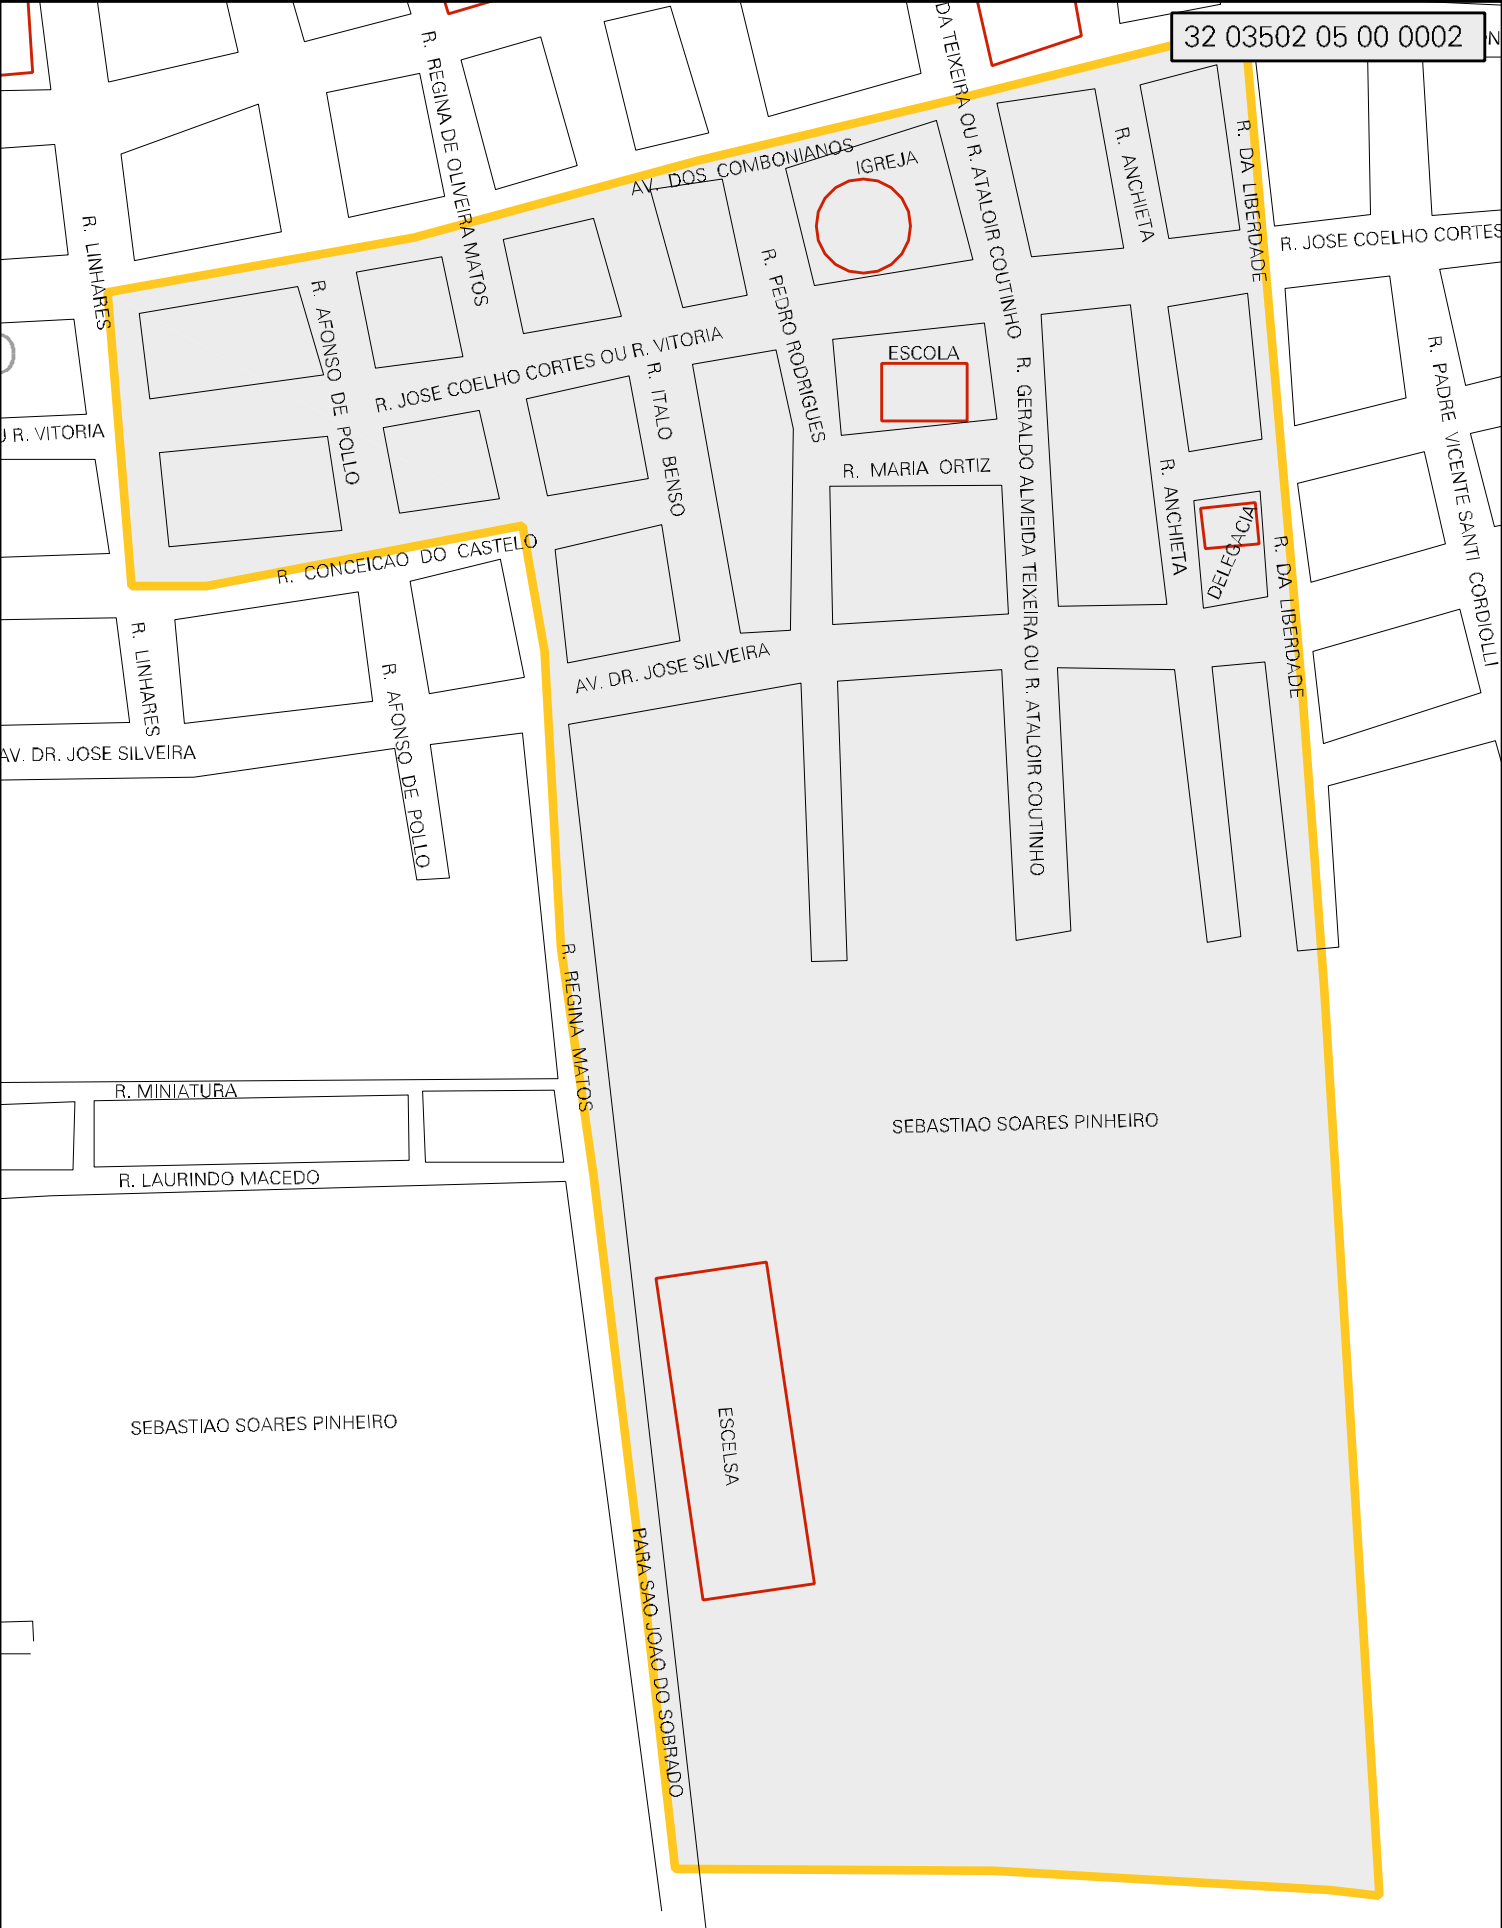 32 03502 05 00 0002
DA TEIXEIRA OU R. ATALOIR COUTINHO
R. REGINA DE OLIVEIRA MATOS
AV. DOS COMBONIANOS
IGREJA
R. ANCHIETA
R. DA LIBERDADE
R. JOSE COELHO CORTES
R. LINHARES
R. AFONSO DE POLLO
R. PEDRO RODRIGUES
R. JOSE COELHO CORTES OU R. VITORIA
ESCOLA
R. ITALO BENSO
R. GERALDO ALMEIDA TEIXEIRA OU R. ATALOIR COUTINHO
R. PADRE VICENTE SANTI CORDIOLLI
U R. VITORIA
R. MARIA ORTIZ
R. ANCHIETA
DELEGACIA
R. DA LIBERDADE
R. CONCEICAO DO CASTELO
R. LINHARES
R. AFONSO DE POLLO
AV. DR. JOSE SILVEIRA
AV. DR. JOSE SILVEIRA
R. REGINA MATOS
R. MINIATURA
SEBASTIAO SOARES PINHEIRO
R. LAURINDO MACEDO
SEBASTIAO SOARES PINHEIRO
ESCELSA
PARA SAO JOAO DO SOBRADO